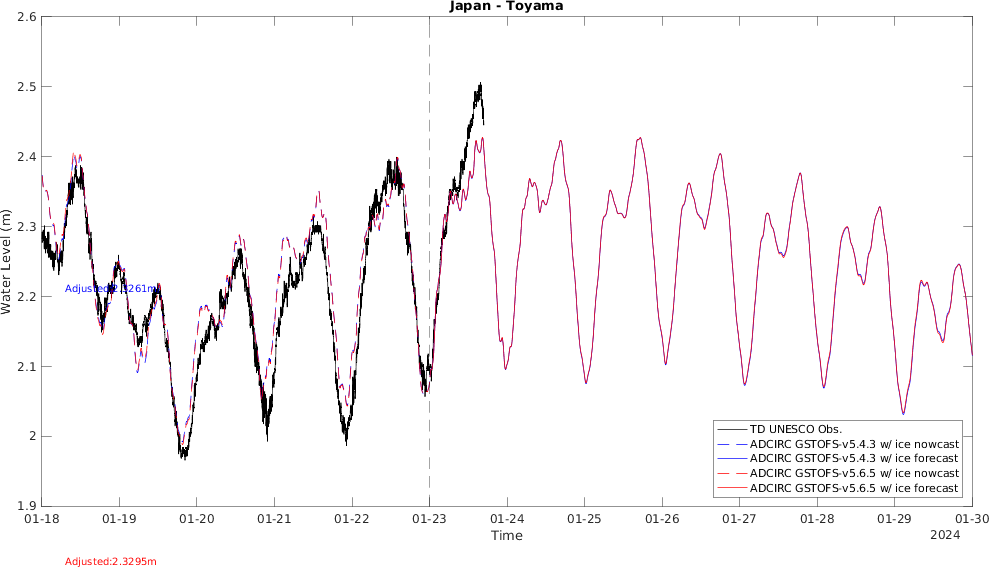 Japan - Toyama
2.6
2.5
2.4
2.3
2.2
2.1
2
1.9
Water Level (m)
Adjusted:2.3261m
TD UNESCO Obs.
ADCIRC GSTOFS-v5.4.3 w/ ice nowcast
ADCIRC GSTOFS-v5.4.3 w/ ice forecast
ADCIRC GSTOFS-v5.6.5 w/ ice nowcast
ADCIRC GSTOFS-v5.6.5 w/ ice forecast
01-18 01-19 01-20 01-21 01-22 01-23 01-24 01-25 01-26 01-27 01-28 01-29 01-30
Time
2024
Adjusted:2.3295m